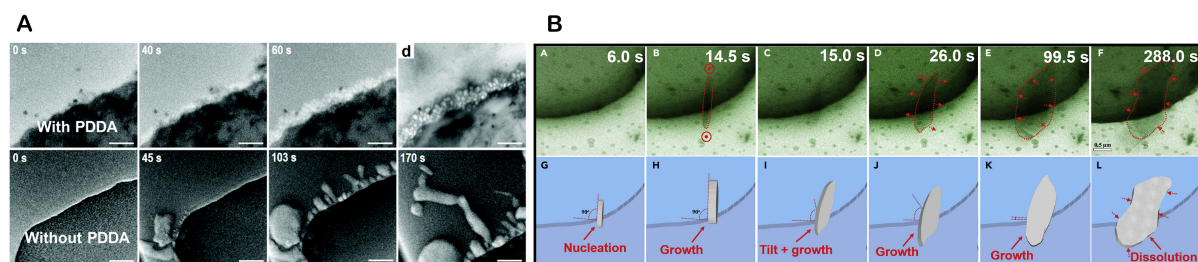 A
0 s
40 s
60 s
d
With PDDA
0 s
45 s
103 s
170 s
Without PDDA
B
A
6.0 s
B
14.5 s
C
15.0 s
D
26.0 s
E
99.5 s
F
288.0 s
0.5 μm
G
H
I
J
K
L
90°
90°
Nucleation
Growth
Tilt + growth
Growth
Growth
Dissolution